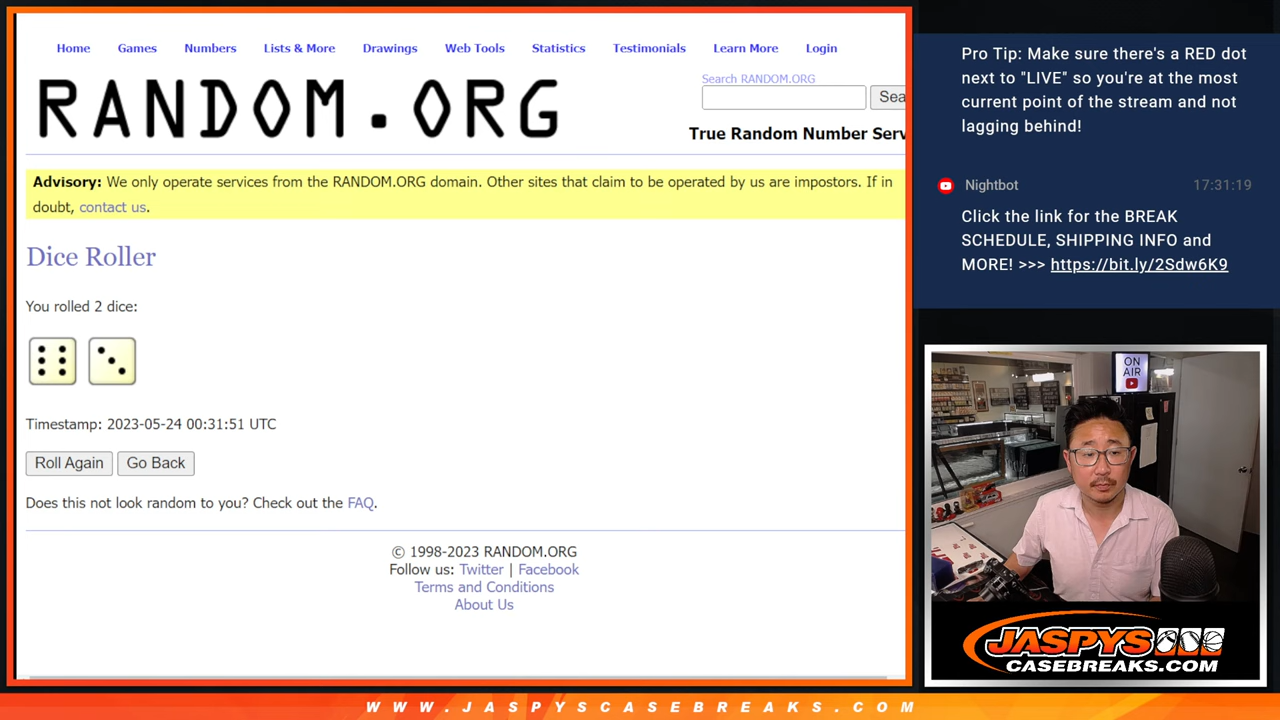 Home Games Numbers Lists & More Drawings Web Tools Statistics Testimonials Learn More Login
RANDOM.ORG
Search RANDOM.ORG
Sea
True Random Number Serv
Advisory: We only operate services from the RANDOM.ORG domain. Other sites that claim to be operated by us are impostors. If in
doubt, contact us.
Dice Roller
You rolled 2 dice:
Timestamp: 2023-05-24 00:31:51 UTC
Roll Again Go Back
Does this not look random to you? Check out the FAQ.
© 1998-2023 RANDOM.ORG
Follow us: Twitter | Facebook
Terms and Conditions
About Us
Pro Tip: Make sure there's a RED dot
next to "LIVE" so you're at the most
current point of the stream and not
lagging behind!
Nightbot 17:31:19
Click the link for the BREAK
SCHEDULE, SHIPPING INFO and
MORE! >>> https://bit.ly/2Sdw6K9
ON
AIR
JASPYS
CASEBREAKS.COM
WWW.JASPYSCASEBREAKS.COM